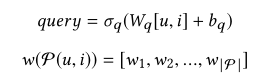 query = σ_q(W_q[u, i] + b_q)
w(𝒫(u, i)) = [w_1, w_2, ..., w_{|𝒫|}]